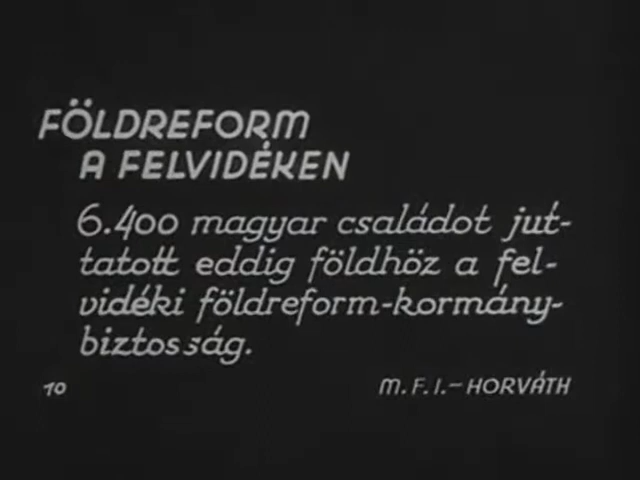 FÖLDREFORM
A FELVIDÉKEN
6.400 magyar családot jut-
tatott eddig földhöz a fel-
vidéki földreform-kormány-
biztosság.
10
M.F.I.–HORVÁTH